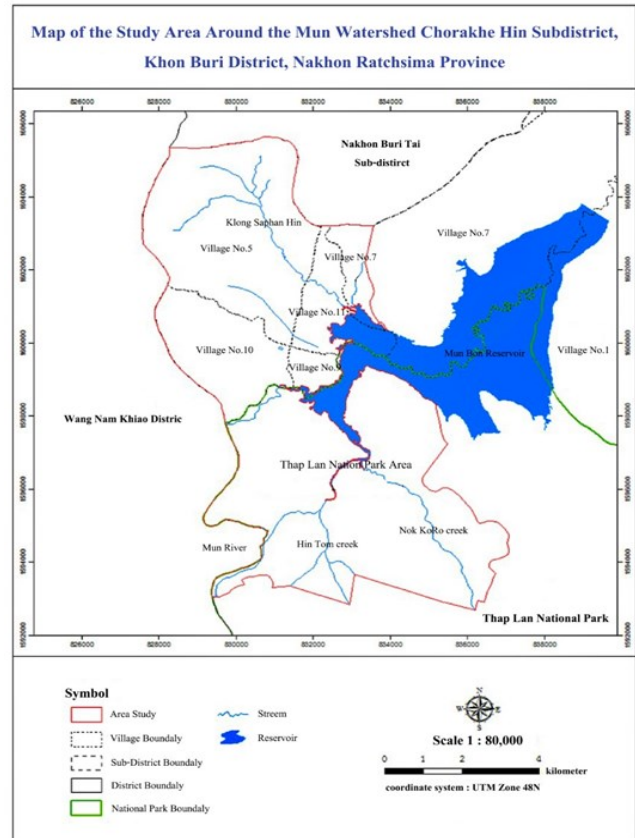 Map of the Study Area Around the Mun Watershed Chorakhe Hin Subdistrict,
Khon Buri District, Nakhon Ratchsima Province
826000 828000 830000 832000 834000 836000 838000
Nakhon Buri Tai
Sub-distirct
Klong Saphan Hin
Village No.5
Village No.7
Village No.7
Village No.11
Village No.10
Village No.9
Mun Bon Reservoir
Village No.1
Wang Nam Khiao Distric
Thap Lan Nation Park Area
Nok KoRo creek
Mun River
Hin Tom creek
Thap Lan National Park
826000 828000 830000 832000 834000 836000 838000
Symbol
Area Study
Village Boundaly
Sub-District Boundaly
District Boundaly
National Park Boundaly
Streem
Reservoir
N
W E
S
Scale 1 : 80,000
0 1 2 4
kilometer
coordinate system : UTM Zone 48N